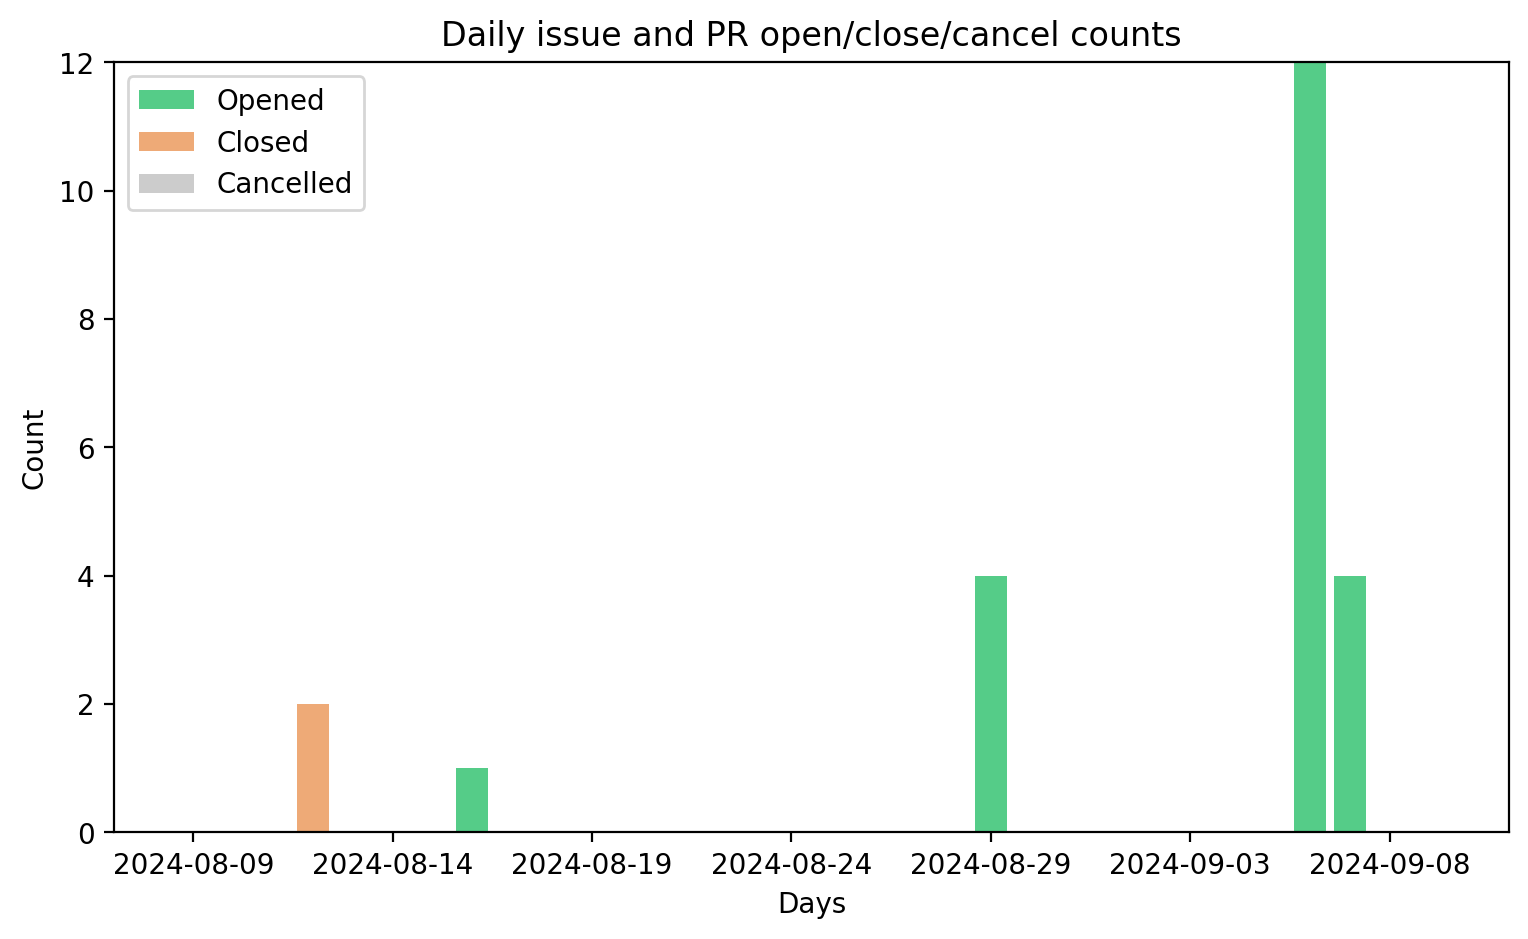 Daily issue and PR open/close/cancel counts
12
10
8
6
4
2
0
Count
Opened
Closed
Cancelled
2024-08-09 2024-08-14 2024-08-19 2024-08-24 2024-08-29 2024-09-03 2024-09-08
Days